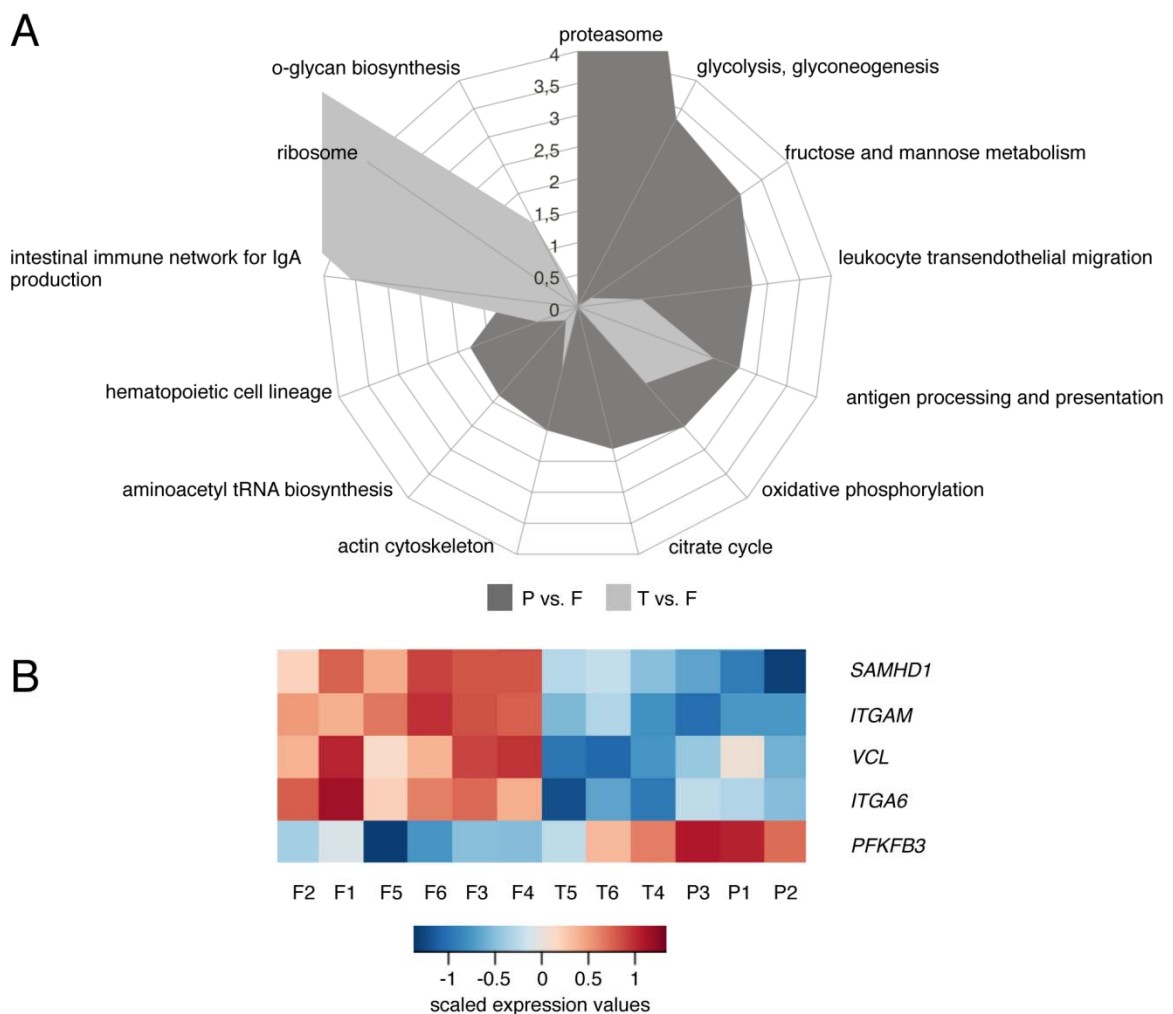 A
proteasome
o-glycan biosynthesis
glycolysis, glyconeogenesis
ribosome
fructose and mannose metabolism
intestinal immune network for IgA
production
leukocyte transendothelial migration
hematopoietic cell lineage
antigen processing and presentation
aminoacetyl tRNA biosynthesis
oxidative phosphorylation
actin cytoskeleton
citrate cycle
4
3,5
3
2,5
2
1,5
1
0,5
0
P vs. F
T vs. F
B
SAMHD1
ITGAM
VCL
ITGA6
PFKFB3
F2 F1 F5 F6 F3 F4 T5 T6 T4 P3 P1 P2
-1 -0.5 0 0.5 1
scaled expression values